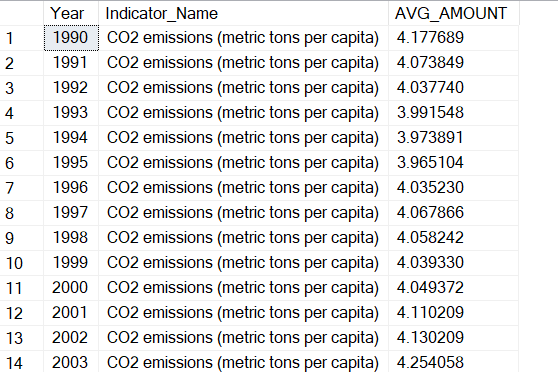 Year Indicator_Name AVG_AMOUNT
1 1990 CO2 emissions (metric tons per capita) 4.177689
2 1991 CO2 emissions (metric tons per capita) 4.073849
3 1992 CO2 emissions (metric tons per capita) 4.037740
4 1993 CO2 emissions (metric tons per capita) 3.991548
5 1994 CO2 emissions (metric tons per capita) 3.973891
6 1995 CO2 emissions (metric tons per capita) 3.965104
7 1996 CO2 emissions (metric tons per capita) 4.035230
8 1997 CO2 emissions (metric tons per capita) 4.067866
9 1998 CO2 emissions (metric tons per capita) 4.058242
10 1999 CO2 emissions (metric tons per capita) 4.039330
11 2000 CO2 emissions (metric tons per capita) 4.049372
12 2001 CO2 emissions (metric tons per capita) 4.110209
13 2002 CO2 emissions (metric tons per capita) 4.130209
14 2003 CO2 emissions (metric tons per capita) 4.254058